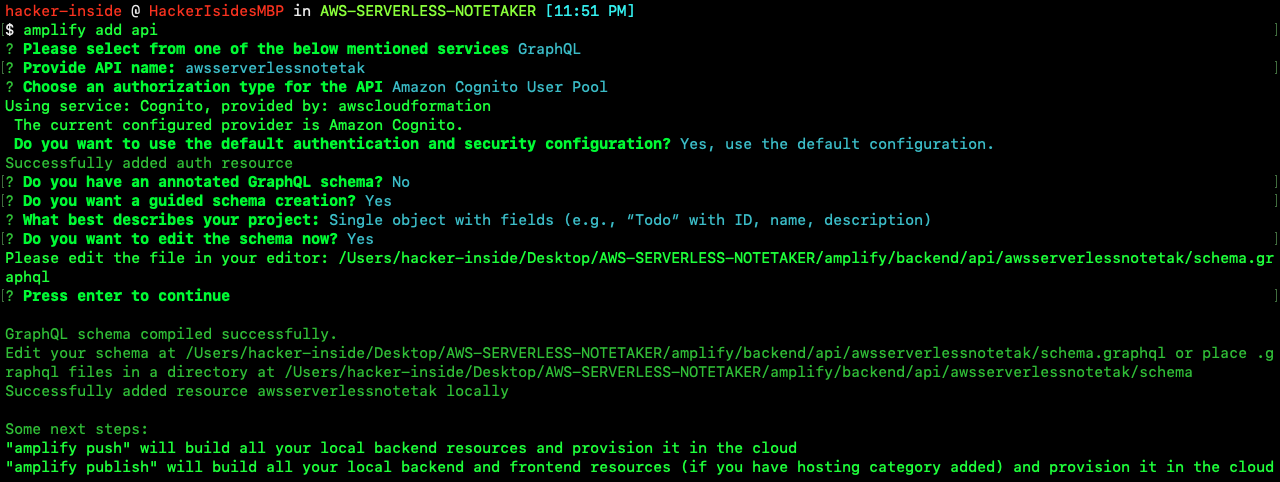 hacker-inside @ HackerIsidesMBP in AWS-SERVERLESS-NOTETAKER [11:51 PM]
[$ amplify add api ]
? Please select from one of the below mentioned services GraphQL
[? Provide API name: awsserverlessnotetak ]
? Choose an authorization type for the API Amazon Cognito User Pool
Using service: Cognito, provided by: awscloudformation
The current configured provider is Amazon Cognito.
Do you want to use the default authentication and security configuration? Yes, use the default configuration.
Successfully added auth resource
[? Do you have an annotated GraphQL schema? No ]
[? Do you want a guided schema creation? Yes ]
? What best describes your project: Single object with fields (e.g., “Todo” with ID, name, description)
[? Do you want to edit the schema now? Yes ]
Please edit the file in your editor: /Users/hacker-inside/Desktop/AWS-SERVERLESS-NOTETAKER/amplify/backend/api/awsserverlessnotetak/schema.gr
aphql
[? Press enter to continue ]
GraphQL schema compiled successfully.
Edit your schema at /Users/hacker-inside/Desktop/AWS-SERVERLESS-NOTETAKER/amplify/backend/api/awsserverlessnotetak/schema.graphql or place .g
raphql files in a directory at /Users/hacker-inside/Desktop/AWS-SERVERLESS-NOTETAKER/amplify/backend/api/awsserverlessnotetak/schema
Successfully added resource awsserverlessnotetak locally
Some next steps:
"amplify push" will build all your local backend resources and provision it in the cloud
"amplify publish" will build all your local backend and frontend resources (if you have hosting category added) and provision it in the cloud